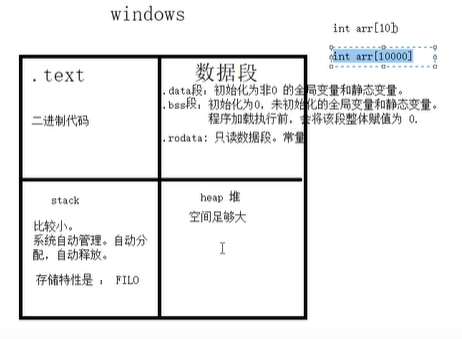 windows
int arr[10]
int arr[10000]
.text
二进制代码
数据段
.data段：初始化为非0 的全局变量和静态变量。
.bss段：初始化为0，未初始化的全局变量和静态变量。
程序加载执行前，会将该段整体赋值为 0.
.rodata: 只读数据段。常量
stack
比较小。
系统自动管理。自动分
配，自动释放。
存储特性是 ： FILO
heap 堆
空间足够大